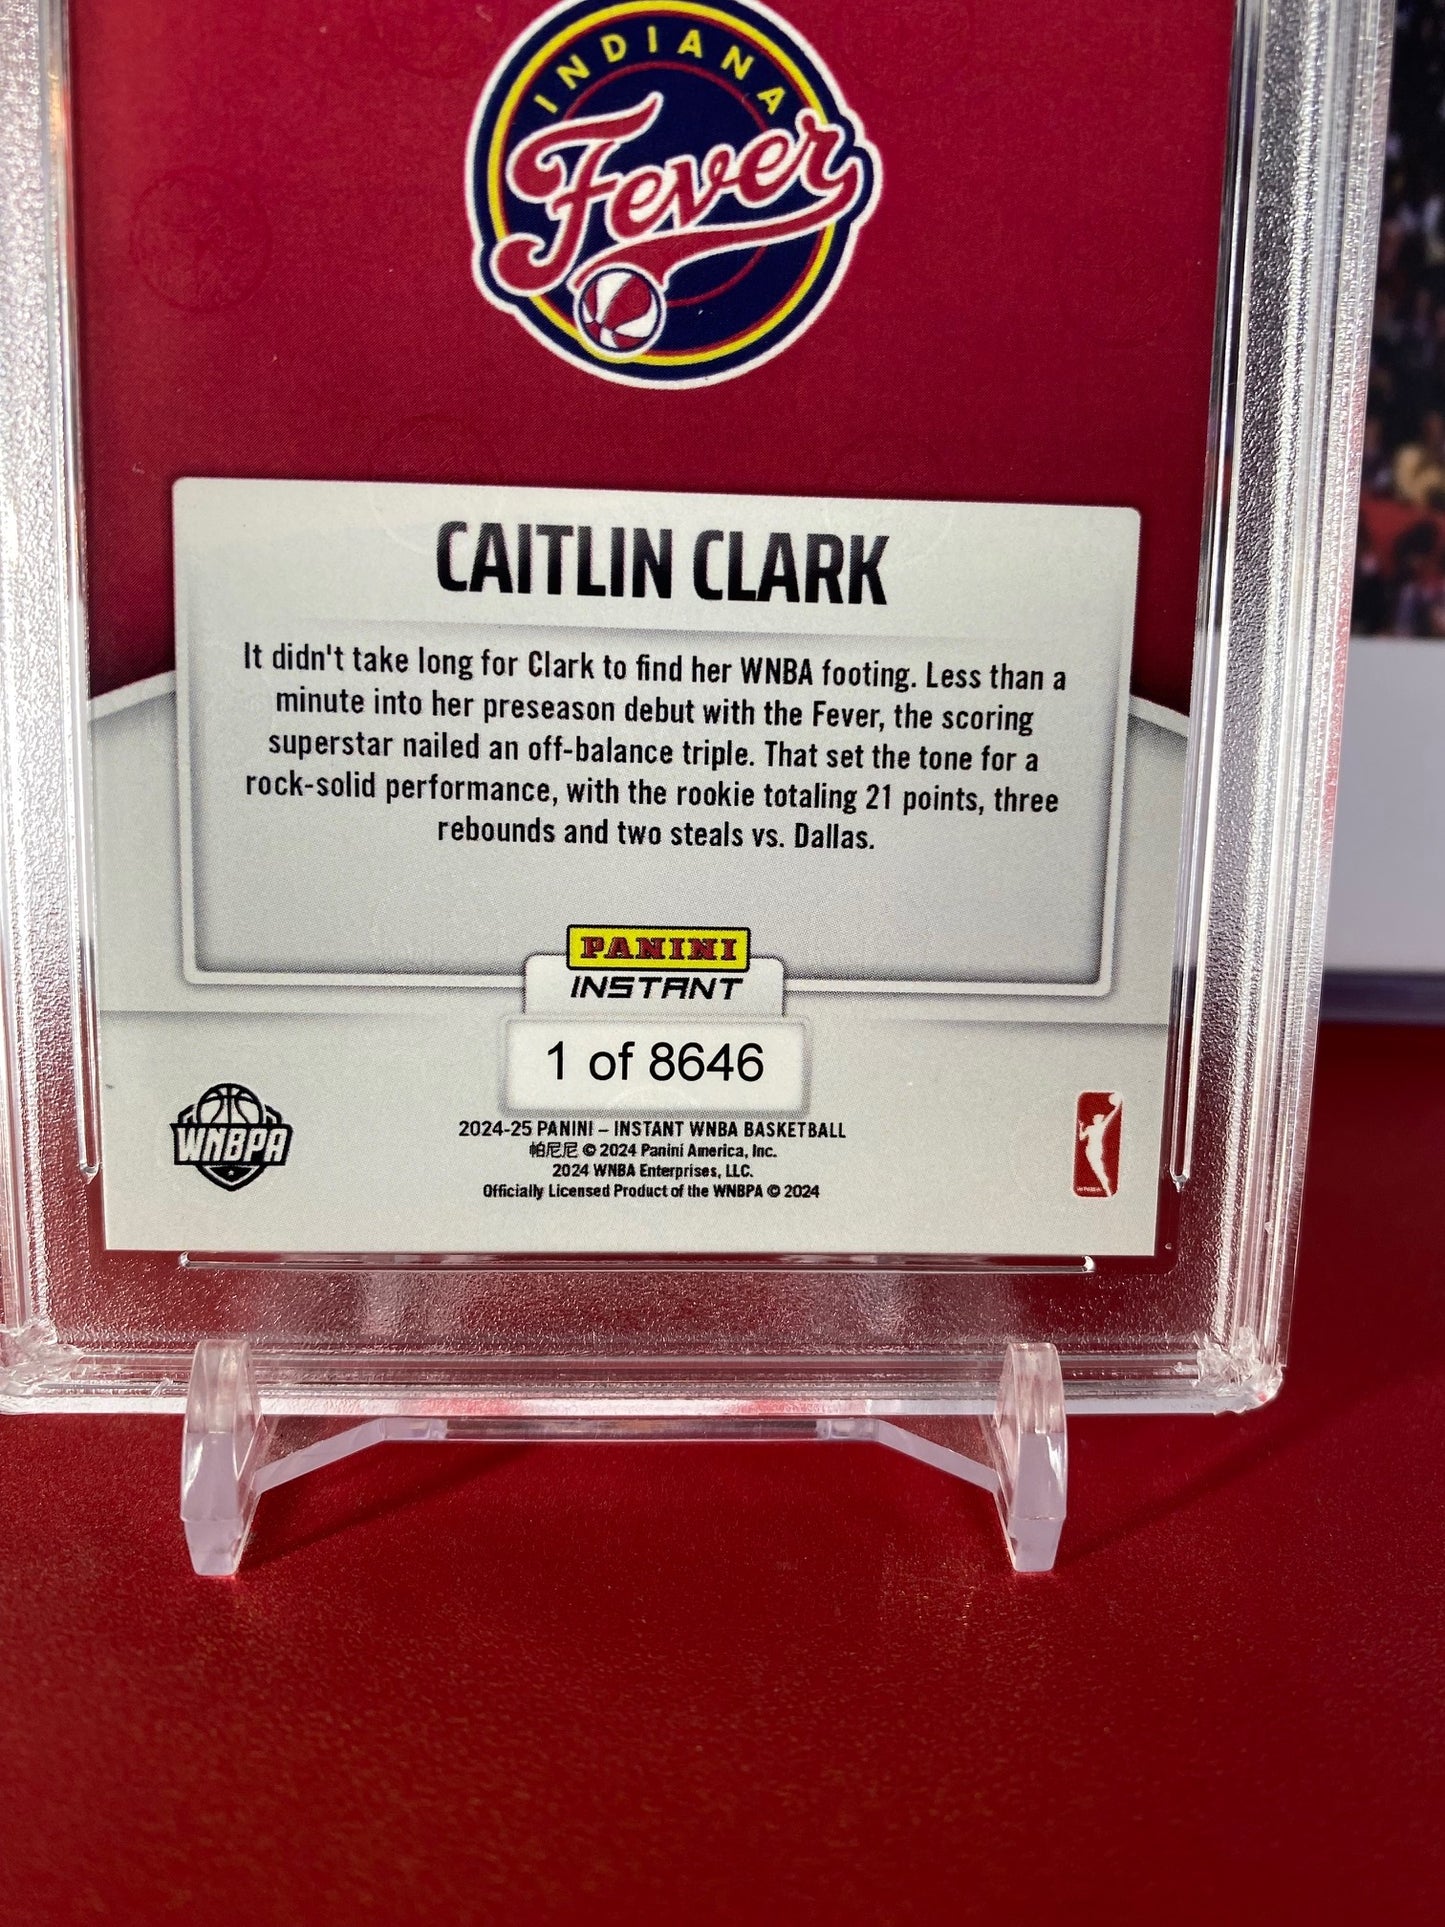 INDIANA
Fever
CAITLIN CLARK
It didn't take long for Clark to find her WNBA footing. Less than a
minute into her preseason debut with the Fever, the scoring
superstar nailed an off-balance triple. That set the tone for a
rock-solid performance, with the rookie totaling 21 points, three
rebounds and two steals vs. Dallas.
PANINI
INSTANT
1 of 8646
WNBPA
2024-25 PANINI – INSTANT WNBA BASKETBALL
帕尼尼 © 2024 Panini America, Inc.
2024 WNBA Enterprises, LLC.
Officially Licensed Product of the WNBPA © 2024